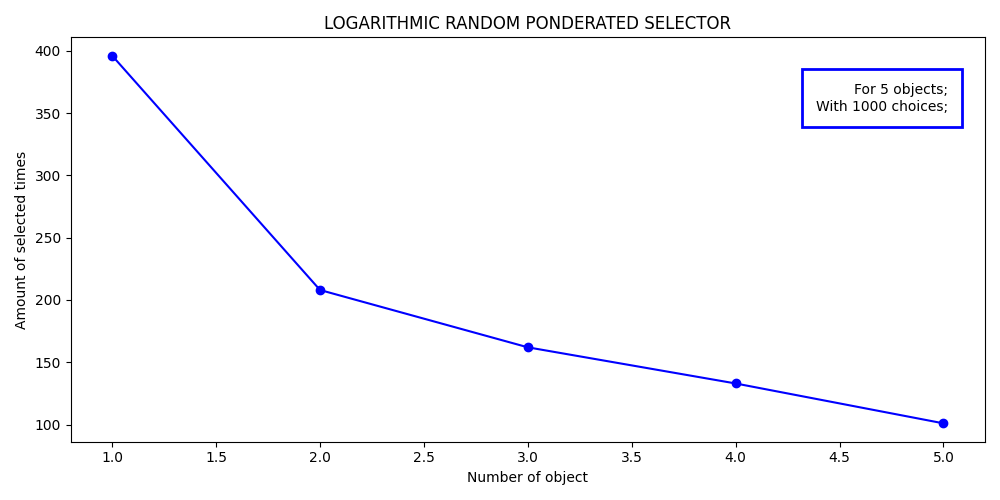 LOGARITHMIC RANDOM PONDERATED SELECTOR
400
350
300
250
200
150
100
Amount of selected times
For 5 objects;
With 1000 choices;
1.0 1.5 2.0 2.5 3.0 3.5 4.0 4.5 5.0
Number of object